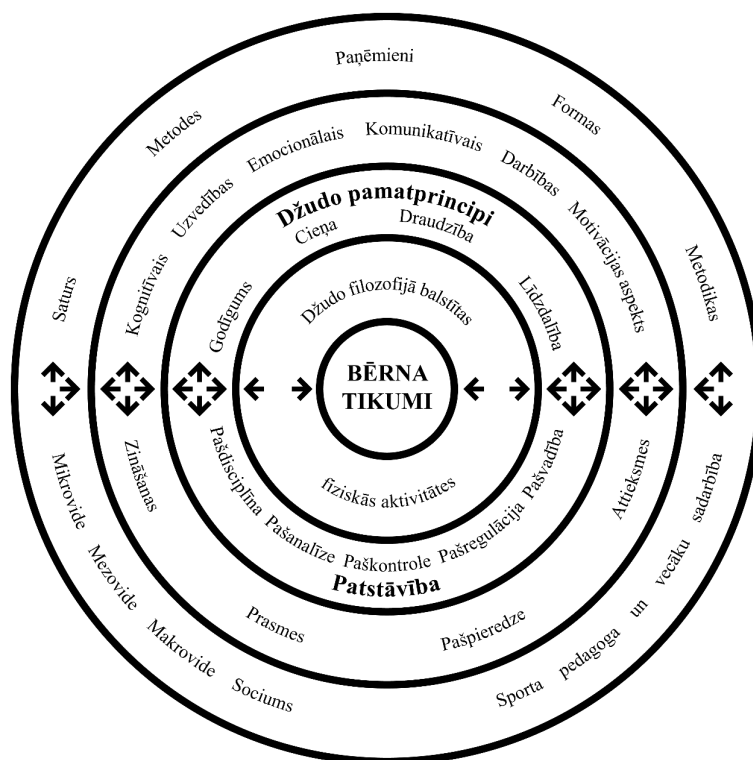 Paņēmieni
Metodes
Formas
Saturs
Metodikas
Komunikatīvais
Emocionālais
Darbības
Uzvedības
Motivācijas aspekts
Kognitīvais
Džudo pamatprincipi
Cieņa
Draudzība
Godīgums
Līdzdalība
Džudo filozofijā balstītas
BĒRNA
TIKUMI
fiziskās aktivitātes
Pašdisciplīna
Pašanalīze
Paškontrole
Pašregulācija
Pašvadība
Patstāvība
Zināšanas
Prasmes
Pašpieredze
Attieksmes
Mikrovide
Mezovide
Makrovide
Sociums
Sporta pedagoga un vecāku sadarbība